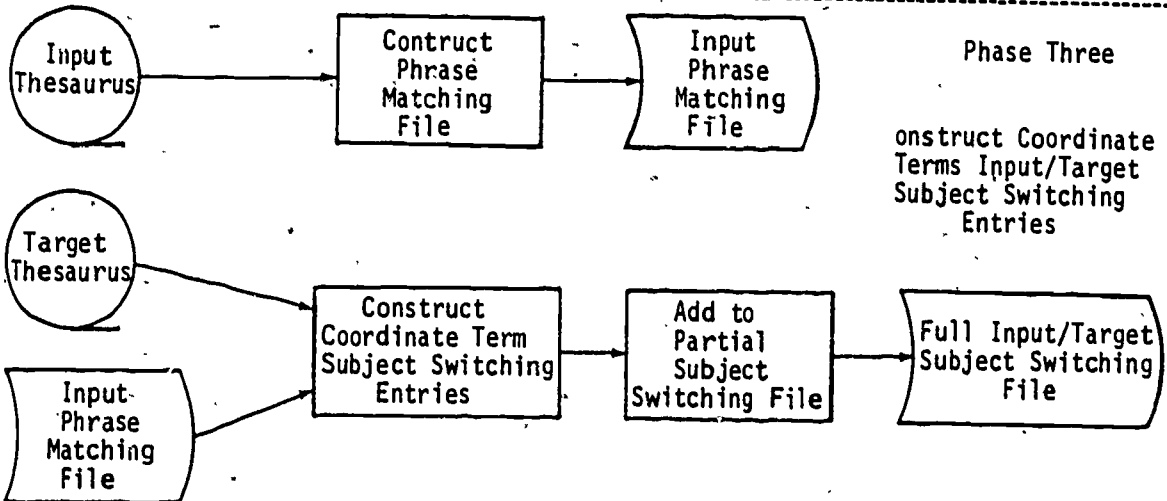 Input
Thesaurus
Contruct
Phrase
Matching
File
Input
Phrase
Matching
File
Phase Three
onstruct Coordinate
Terms Input/Target
Subject Switching
Entries
Target
Thesaurus
Input
Phrase
Matching
File
Construct
Coordinate Term
Subject Switching
Entries
Add to
Partial
Subject
Switching File
Full Input/Target
Subject Switching
File